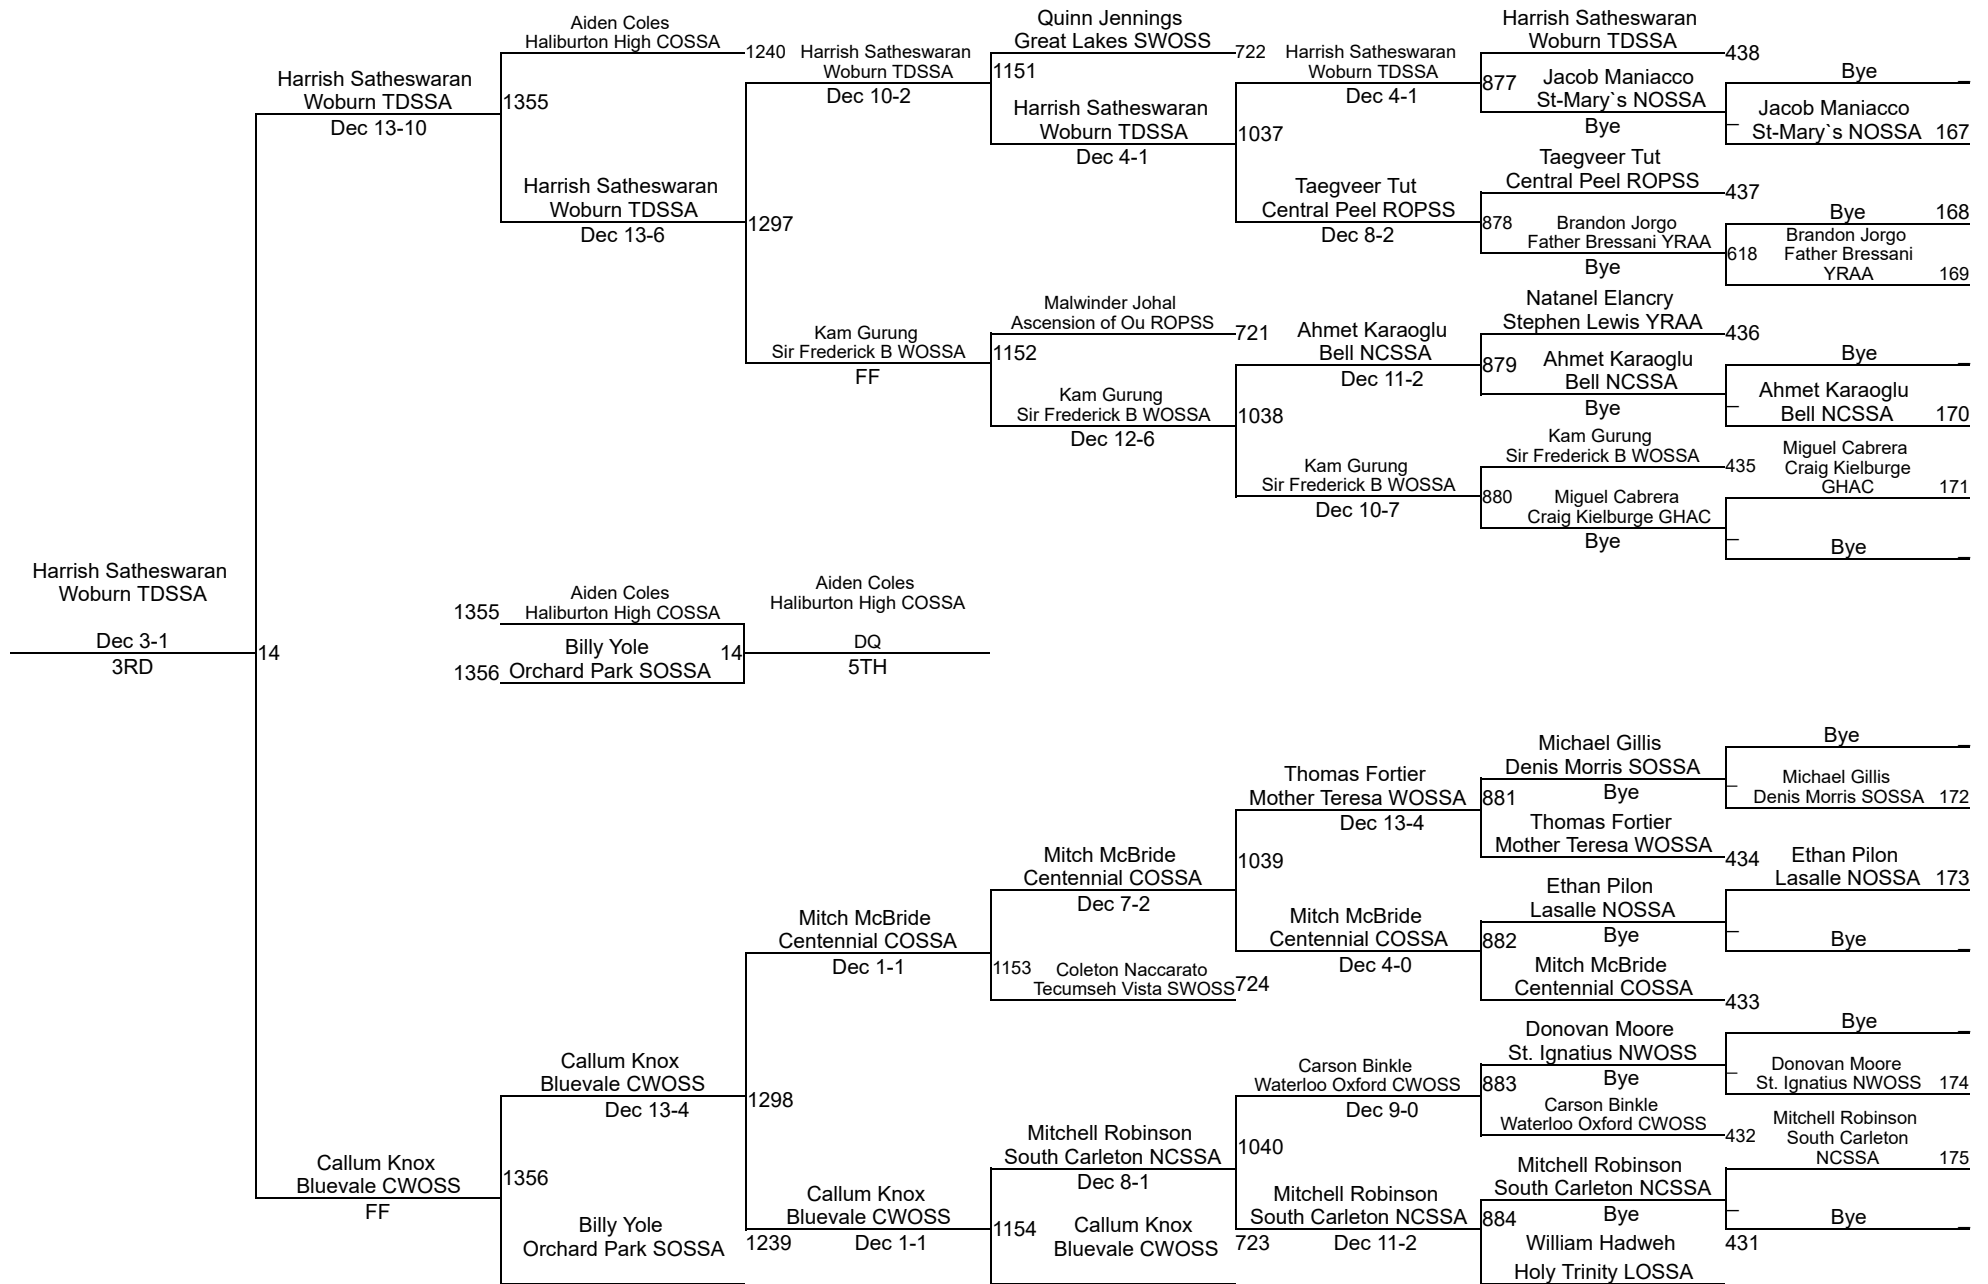 Aiden Coles
Haliburton High COSSA
1240
Harrish Satheswaran
Woburn TDSSA
Dec 10-2
Quinn Jennings
Great Lakes SWOSS
722
1151
Harrish Satheswaran
Woburn TDSSA
Dec 4-1
Harrish Satheswaran
Woburn TDSSA
Dec 4-1
Harrish Satheswaran
Woburn TDSSA
438
877
Jacob Maniacco
St-Mary`s NOSSA
Bye
Bye
Jacob Maniacco
St-Mary`s NOSSA 167
Harrish Satheswaran
Woburn TDSSA
Dec 13-10
1355
1037
Harrish Satheswaran
Woburn TDSSA
Dec 13-6
1297
Taegveer Tut
Central Peel ROPSS
Dec 8-2
Taegveer Tut
Central Peel ROPSS
437
878
Brandon Jorgo
Father Bressani YRAA
Bye
Bye 168
618
Brandon Jorgo
Father Bressani
YRAA 169
Kam Gurung
Sir Frederick B WOSSA
FF
Malwinder Johal
Ascension of Ou ROPSS
721
1152
Kam Gurung
Sir Frederick B WOSSA
Dec 12-6
Ahmet Karaoglu
Bell NCSSA
Dec 11-2
1038
Natanel Elancry
Stephen Lewis YRAA
436
879
Ahmet Karaoglu
Bell NCSSA
Bye
Bye
Ahmet Karaoglu
Bell NCSSA 170
Kam Gurung
Sir Frederick B WOSSA
Dec 10-7
Kam Gurung
Sir Frederick B WOSSA
435
880
Miguel Cabrera
Craig Kielburge GHAC
Bye
Miguel Cabrera
Craig Kielburge
GHAC 171
Bye
Harrish Satheswaran
Woburn TDSSA
Dec 3-1
3RD
14
1355
Aiden Coles
Haliburton High COSSA
1356
Billy Yole
Orchard Park SOSSA
14
Aiden Coles
Haliburton High COSSA
DQ
5TH
Thomas Fortier
Mother Teresa WOSSA
Dec 13-4
Michael Gillis
Denis Morris SOSSA
Bye
881
Thomas Fortier
Mother Teresa WOSSA
434
Bye
Michael Gillis
Denis Morris SOSSA 172
Mitch McBride
Centennial COSSA
Dec 7-2
1039
Ethan Pilon
Lasalle NOSSA
Bye
882
Mitch McBride
Centennial COSSA
433
Ethan Pilon
Lasalle NOSSA 173
Bye
Mitch McBride
Centennial COSSA
Dec 1-1
1153
Coleton Naccarato
Tecumseh Vista SWOSS
724
Mitch McBride
Centennial COSSA
Dec 4-0
Callum Knox
Bluevale CWOSS
Dec 13-4
1298
Carson Binkle
Waterloo Oxford CWOSS
Dec 9-0
Donovan Moore
St. Ignatius NWOSS
Bye
883
Carson Binkle
Waterloo Oxford CWOSS
432
Bye
Donovan Moore
St. Ignatius NWOSS 174
Callum Knox
Bluevale CWOSS
FF
1356
Billy Yole
Orchard Park SOSSA
1239
Callum Knox
Bluevale CWOSS
Dec 1-1
Mitchell Robinson
South Carleton NCSSA
Dec 8-1
1154
Callum Knox
Bluevale CWOSS
723
1040
Mitchell Robinson
South Carleton NCSSA
Dec 11-2
Mitchell Robinson
South Carleton NCSSA
Bye
884
William Hadweh
Holy Trinity LOSSA
431
Mitchell Robinson
South Carleton
NCSSA 175
Bye